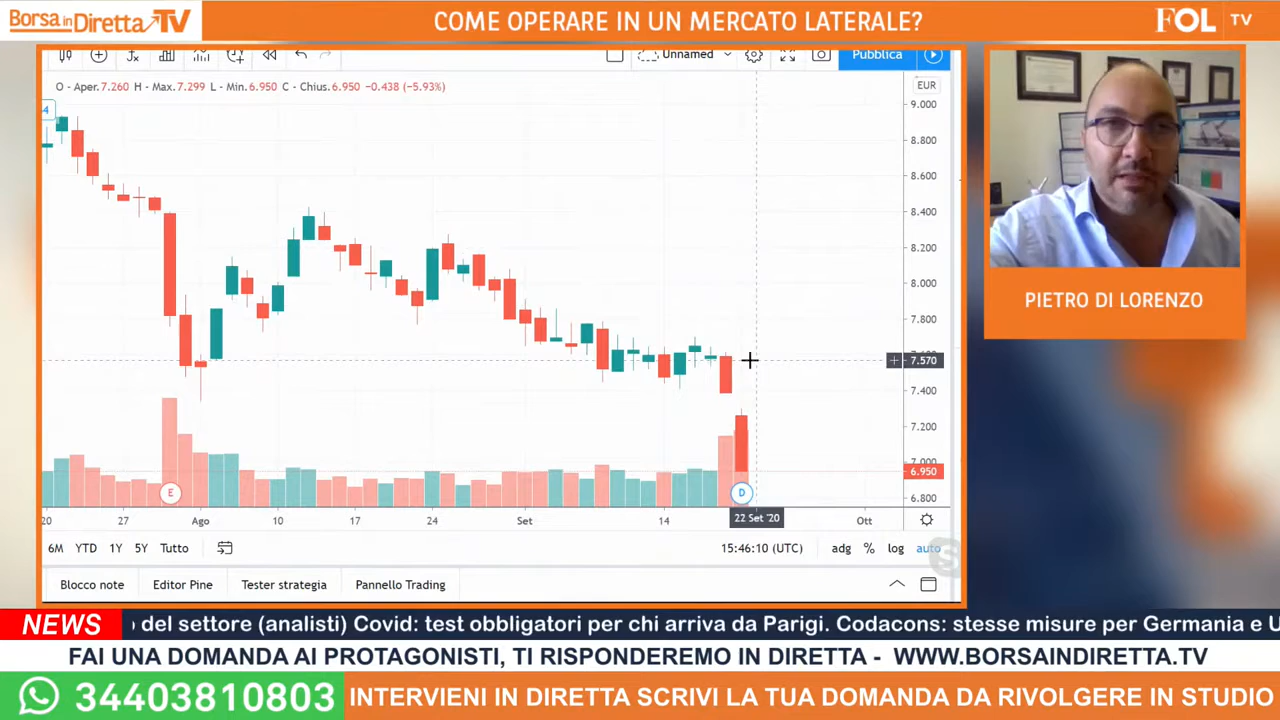 Borsa inDiretta TV
COME OPERARE IN UN MERCATO LATERALE?
FOL TV
Unnamed
Pubblica
O - Aper.7.260 H - Max.7.299 L - Min.6.950 C - Chius.6.950 −0.438 (−5.93%)
EUR
4
9.000
8.800
8.600
8.400
8.200
8.000
7.800
7.570
7.400
7.200
7.000
6.950
6.800
E
D
20 27 Ago 10 17 24 Set 14 22 Set '20 Ott
6M YTD 1Y 5Y Tutto
15:46:10 (UTC) adg % log auto
Blocco note Editor Pine Tester strategia Pannello Trading
PIETRO DI LORENZO
NEWS
del settore (analisti) Covid: test obbligatori per chi arriva da Parigi. Codacons: stesse misure per Germania e
FAI UNA DOMANDA AI PROTAGONISTI, TI RISPONDEREMO IN DIRETTA - WWW.BORSAINDIRETTA.TV
34403810803
INTERVIENI IN DIRETTA SCRIVI LA TUA DOMANDA DA RIVOLGERE IN STUDIO